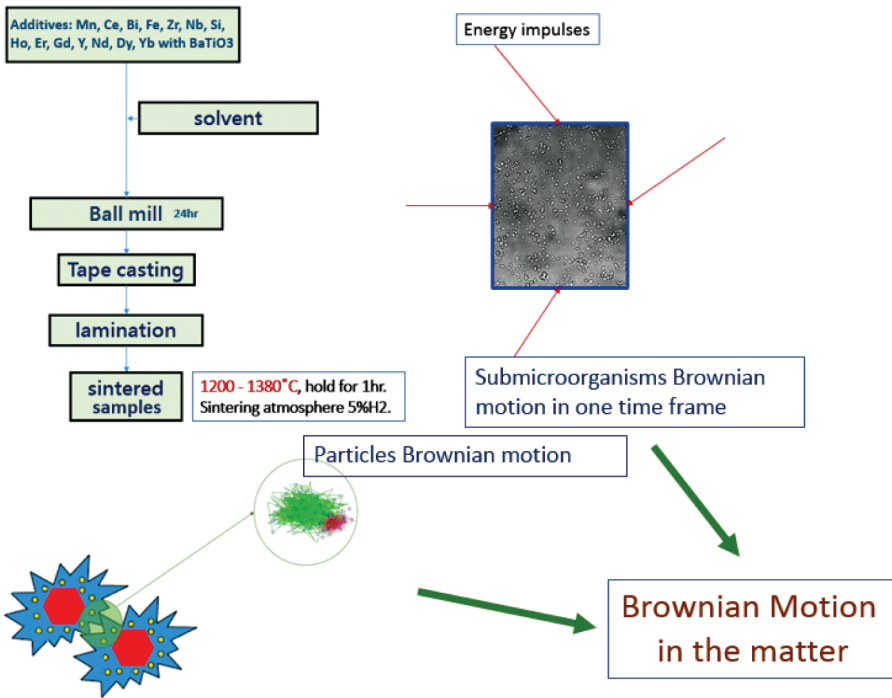 Additives: Mn, Ce, Bi, Fe, Zr, Nb, Si,
Ho, Er, Gd, Y, Nd, Dy, Yb with BaTiO3
solvent
Ball mill 24hr
Tape casting
lamination
sintered
samples
1200 - 1380°C, hold for 1hr.
Sintering atmosphere 5%H2.
Energy impulses
Submicroorganisms Brownian
motion in one time frame
Particles Brownian motion
Brownian Motion
in the matter